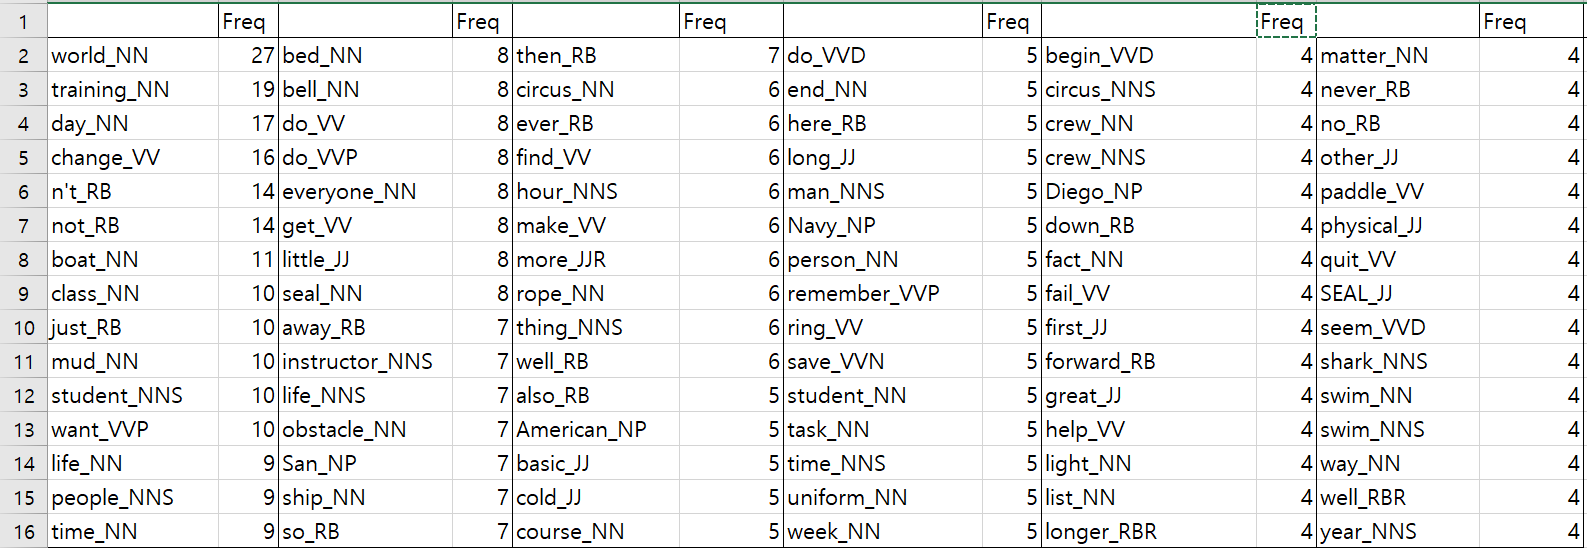 1 Freq Freq Freq Freq Freq Freq
2 world_NN 27 bed_NN 8 then_RB 7 do_VVD 5 begin_VVD 4 matter_NN 4
3 training_NN 19 bell_NN 8 circus_NN 6 end_NN 5 circus_NNS 4 never_RB 4
4 day_NN 17 do_VV 8 ever_RB 6 here_RB 5 crew_NN 4 no_RB 4
5 change_VV 16 do_VVP 8 find_VV 6 long_JJ 5 crew_NNS 4 other_JJ 4
6 n't_RB 14 everyone_NN 8 hour_NNS 6 man_NNS 5 Diego_NP 4 paddle_VV 4
7 not_RB 14 get_VV 8 make_VV 6 Navy_NP 5 down_RB 4 physical_JJ 4
8 boat_NN 11 little_JJ 8 more_JJR 6 person_NN 5 fact_NN 4 quit_VV 4
9 class_NN 10 seal_NN 8 rope_NN 6 remember_VVP 5 fail_VV 4 SEAL_JJ 4
10 just_RB 10 away_RB 7 thing_NNS 6 ring_VV 5 first_JJ 4 seem_VVD 4
11 mud_NN 10 instructor_NNS 7 well_RB 6 save_VVN 5 forward_RB 4 shark_NNS 4
12 student_NNS 10 life_NNS 7 also_RB 5 student_NN 5 great_JJ 4 swim_NN 4
13 want_VVP 10 obstacle_NN 7 American_NP 5 task_NN 5 help_VV 4 swim_NNS 4
14 life_NN 9 San_NP 7 basic_JJ 5 time_NNS 5 light_NN 4 way_NN 4
15 people_NNS 9 ship_NN 7 cold_JJ 5 uniform_NN 5 list_NN 4 well_RBR 4
16 time_NN 9 so_RB 7 course_NN 5 week_NN 5 longer_RBR 4 year_NNS 4